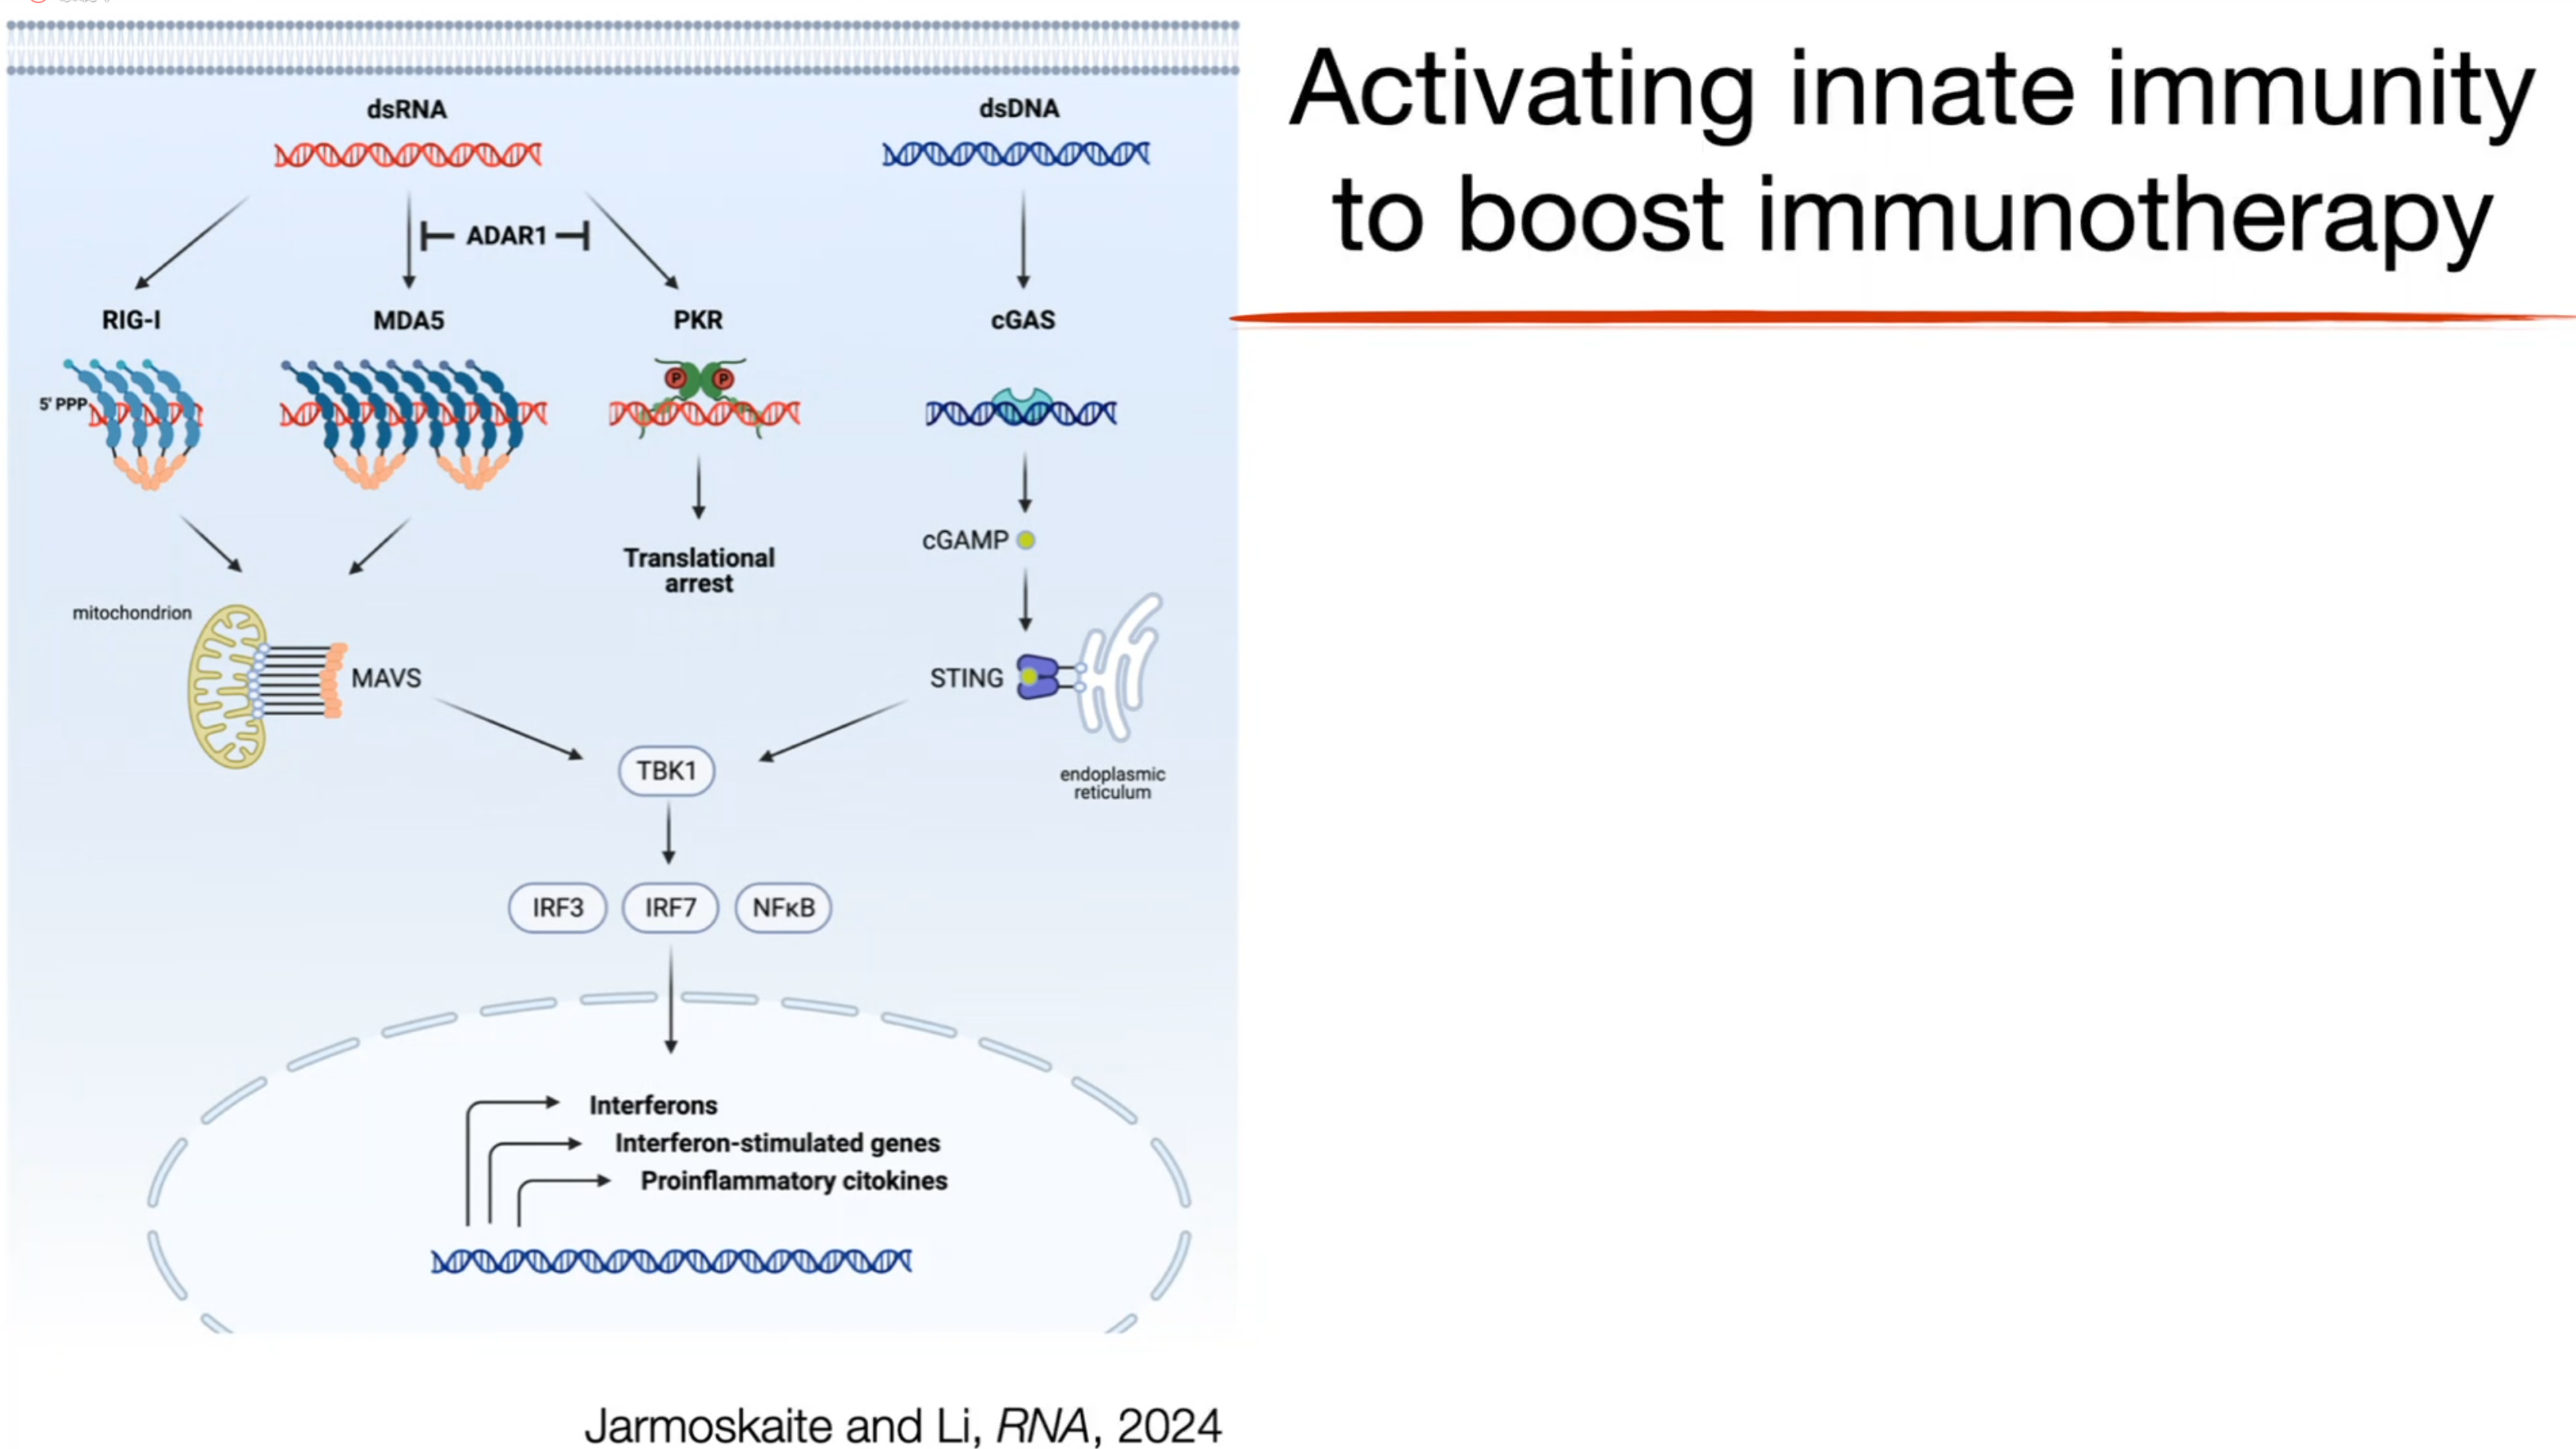 Activating innate immunity
to boost immunotherapy
dsRNA
dsDNA
ADAR1
RIG-I
MDA5
PKR
cGAS
5' PPP
P
P
Translational
arrest
cGAMP
mitochondrion
MAVS
STING
TBK1
endoplasmic
reticulum
IRF3
IRF7
NFκB
Interferons
Interferon-stimulated genes
Proinflammatory citokines
Jarmoskaite and Li, RNA, 2024